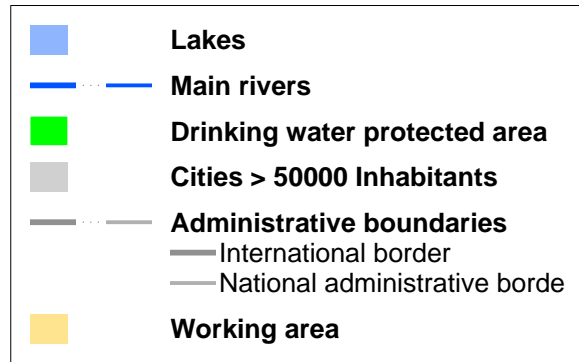 Lakes
Main rivers
Drinking water protected area
Cities > 50000 Inhabitants
Administrative boundaries
International border
National administrative borde
Working area